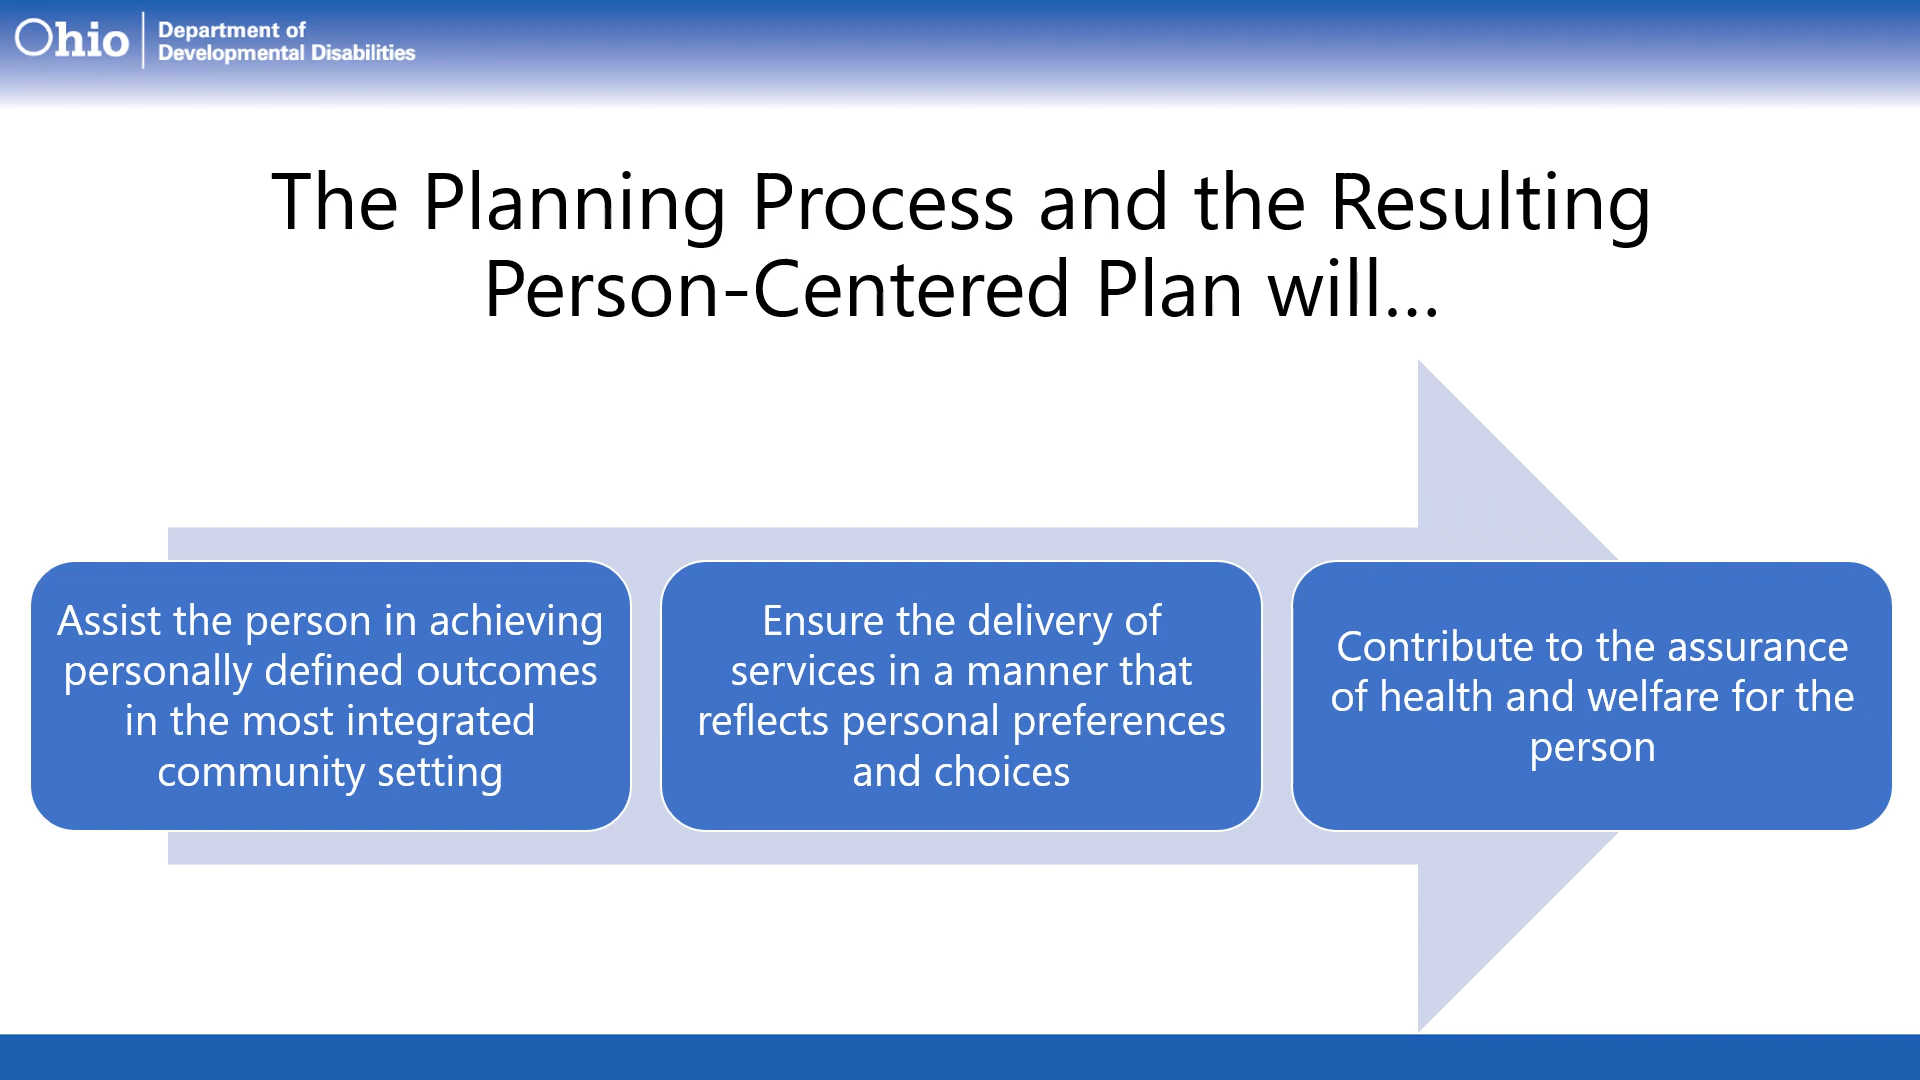 Ohio
Department of
Developmental Disabilities
The Planning Process and the Resulting
Person-Centered Plan will...
Assist the person in achieving
personally defined outcomes
in the most integrated
community setting
Ensure the delivery of
services in a manner that
reflects personal preferences
and choices
Contribute to the assurance
of health and welfare for the
person